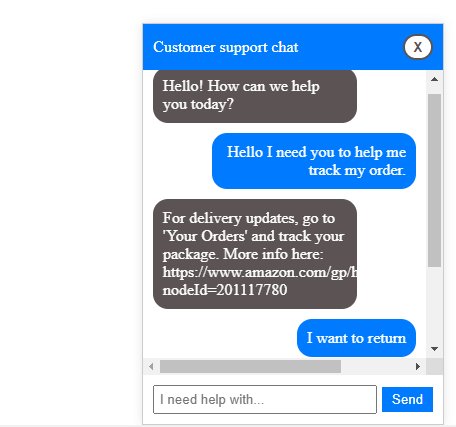 Customer support chat
X
Hello! How can we help
you today?
Hello I need you to help me
track my order.
For delivery updates, go to
'Your Orders' and track your
package. More info here:
https://www.amazon.com/gp/h
nodeId=201117780
I want to return
I need help with...
Send